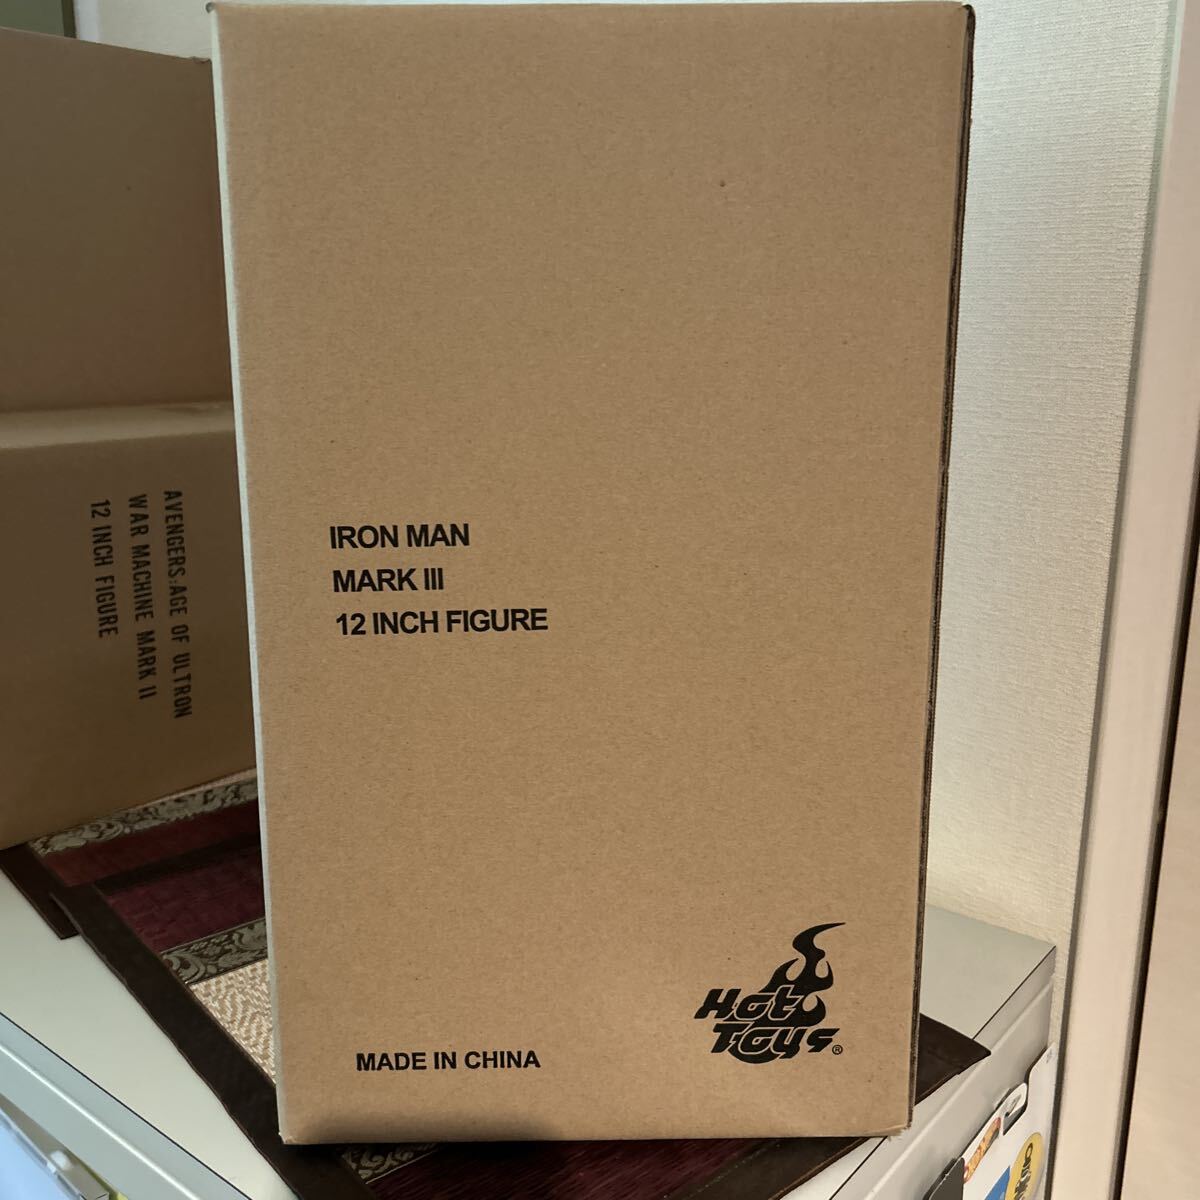 IRON MAN
MARK III
12 INCH FIGURE
Hot
Toys®
MADE IN CHINA
AVENGERS:AGE OF ULTRON
WAR MACHINE MARK II
12 INCH FIGURE